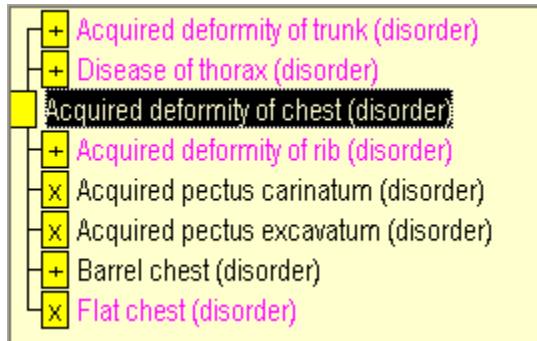 + Acquired deformity of trunk (disorder)
+ Disease of thorax (disorder)
Acquired deformity of chest (disorder)
+ Acquired deformity of rib (disorder)
x Acquired pectus carinatum (disorder)
x Acquired pectus excavatum (disorder)
+ Barrel chest (disorder)
x Flat chest (disorder)